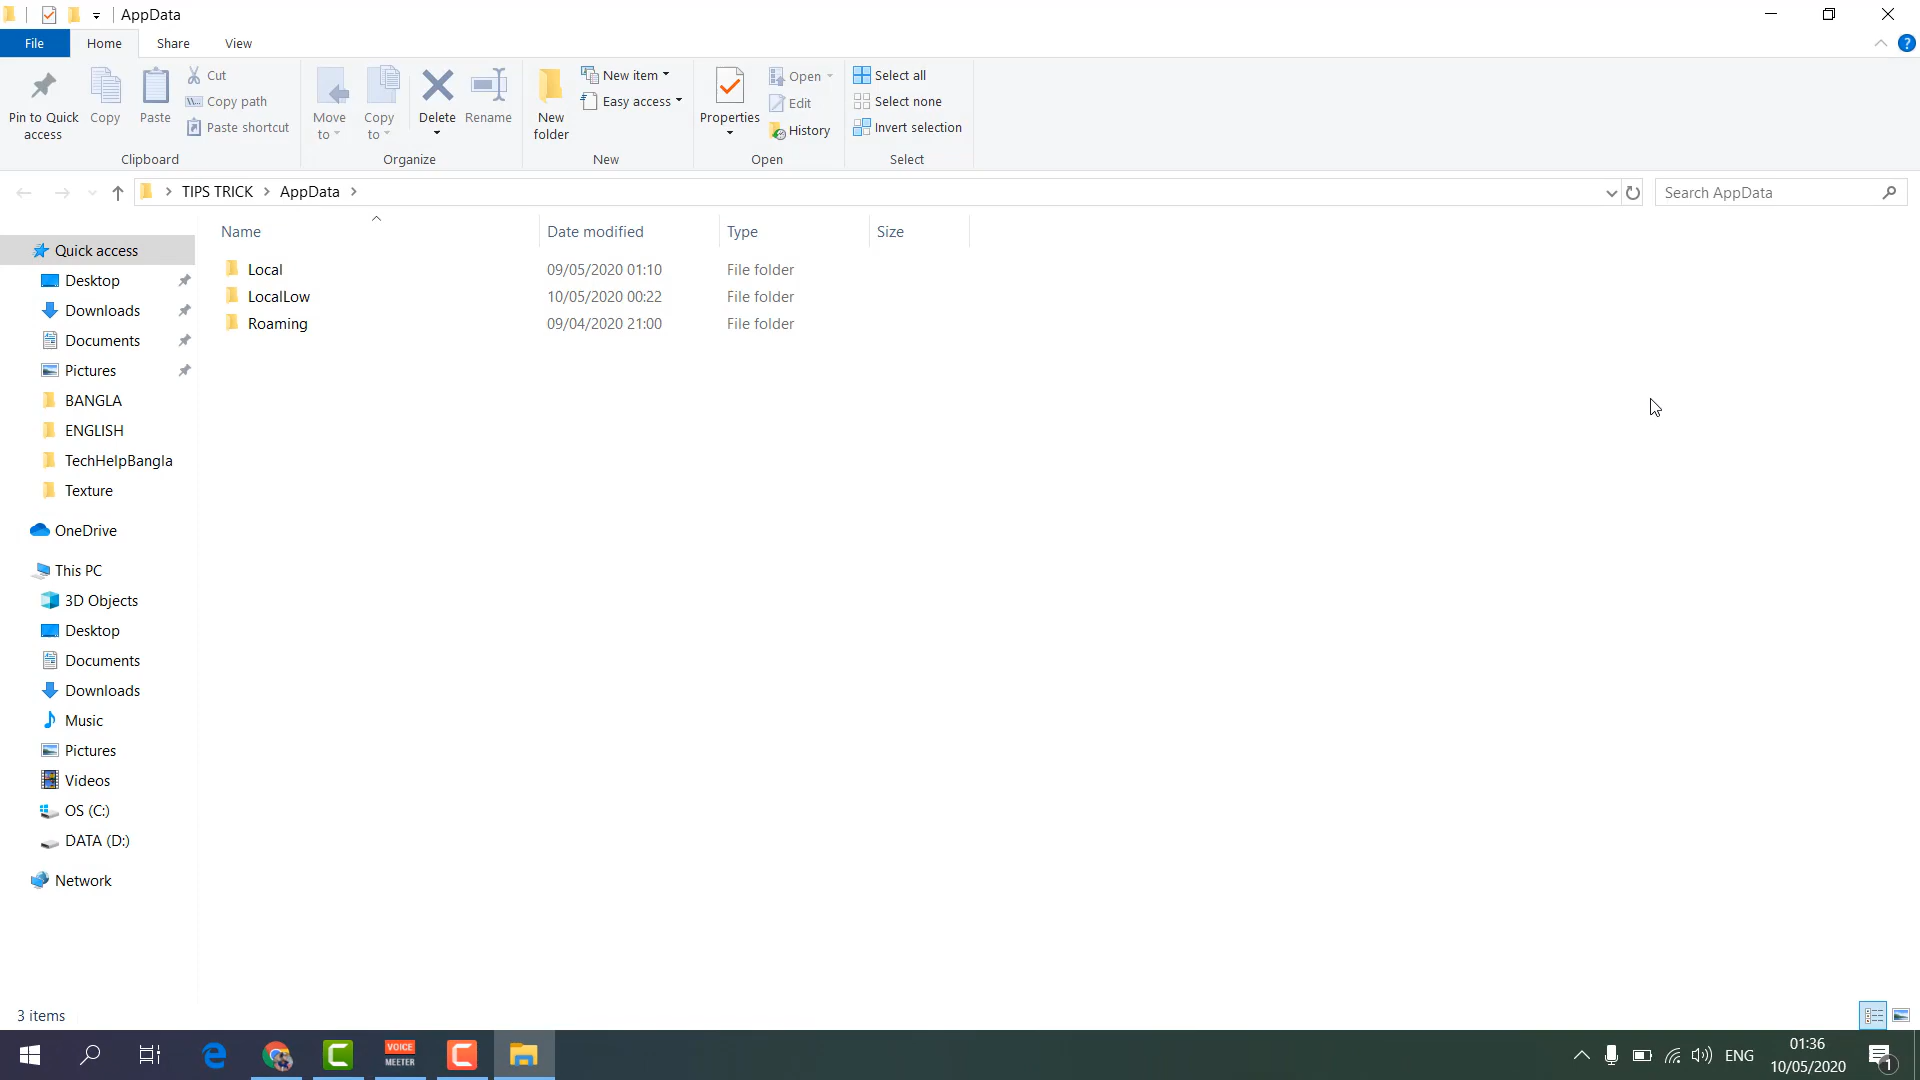 AppData
File Home Share View
Pin to Quick access
Copy
Paste
Cut
Copy path
Paste shortcut
Clipboard
Move to
Copy to
Delete
Rename
Organize
New folder
New item
Easy access
New
Properties
Open
Edit
History
Open
Select all
Select none
Invert selection
Select
TIPS TRICK > AppData >
Search AppData
Name Date modified Type Size
Local 09/05/2020 01:10 File folder
LocalLow 10/05/2020 00:22 File folder
Roaming 09/04/2020 21:00 File folder
Quick access
Desktop
Downloads
Documents
Pictures
BANGLA
ENGLISH
TechHelpBangla
Texture
OneDrive
This PC
3D Objects
Desktop
Documents
Downloads
Music
Pictures
Videos
OS (C:)
DATA (D:)
Network
3 items
VOICE
MEETER
ENG
01:36
10/05/2020
1